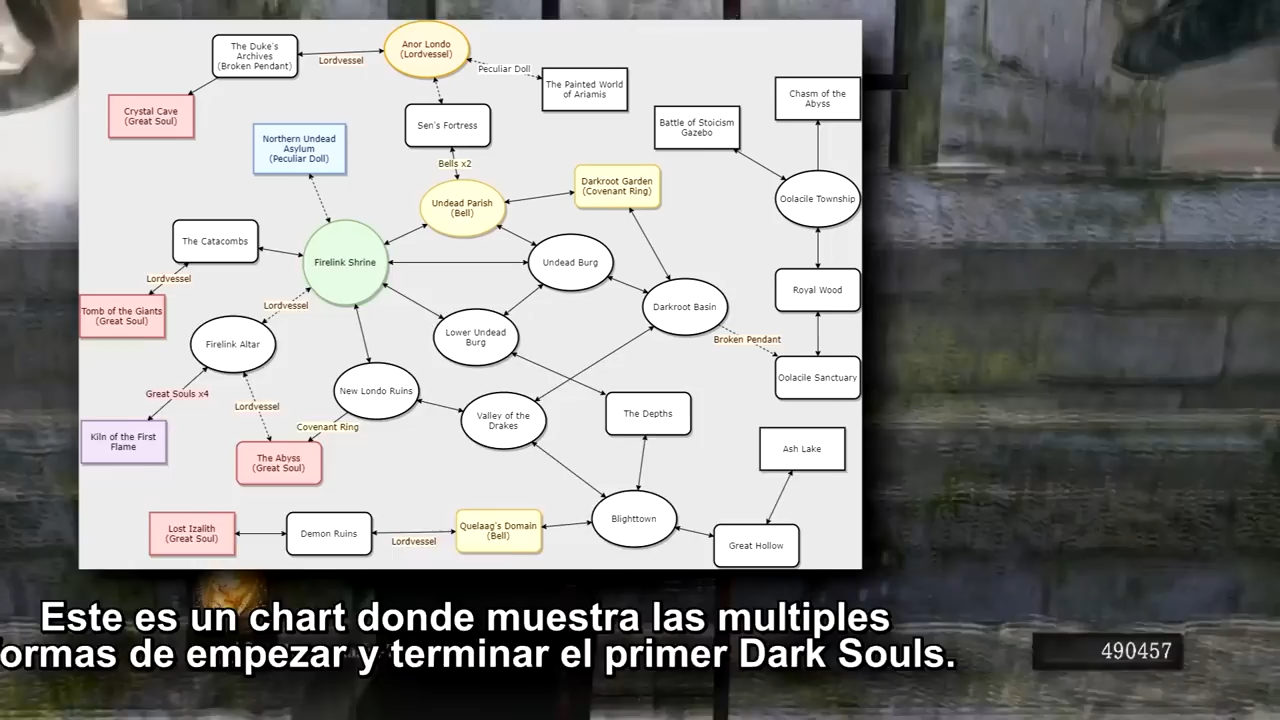 The Duke's
Archives
(Broken Pendant)
Lordvessel
Anor Londo
(Lordvessel)
Peculiar Doll
The Painted World
of Ariamis
Chasm of the
Abyss
Crystal Cave
(Great Soul)
Sen's Fortress
Battle of Stoicism
Gazebo
Northern Undead
Asylum
(Peculiar Doll)
Bells x2
Darkroot Garden
(Covenant Ring)
Undead Parish
(Bell)
Oolacile Township
The Catacombs
Firelink Shrine
Undead Burg
Lordvessel
Royal Wood
Lordvessel
Darkroot Basin
Tomb of the Giants
(Great Soul)
Firelink Altar
Lower Undead
Burg
Broken Pendant
Oolacile Sanctuary
Great Souls x4
New Londo Ruins
Lordvessel
Valley of the
Drakes
The Depths
Covenant Ring
Kiln of the First
Flame
Ash Lake
The Abyss
(Great Soul)
Lost Izalith
(Great Soul)
Demon Ruins
Lordvessel
Quelaag's Domain
(Bell)
Blighttown
Great Hollow
Este es un chart donde muestra las multiples
ormas de empezar y terminar el primer Dark Souls.
490457